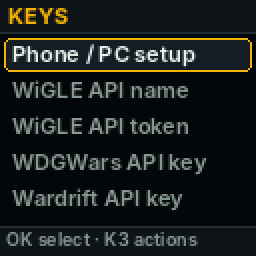 KEYS
Phone / PC setup
WiGLE API name
WiGLE API token
WDGWars API key
Wardrift API key
OK select · K3 actions